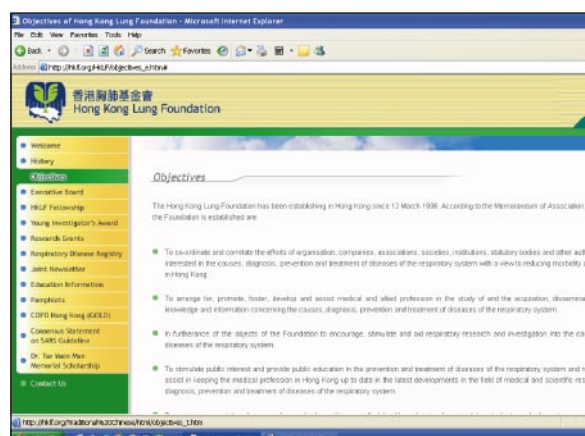 Objectives of Hong Kong Lung Foundation - Microsoft Internet Explorer
File Edit View Favorites Tools Help
Back Search Favorites
Address http://hklf.org/HKLF/objectives_e.htm#
香港胸肺基金會
Hong Kong Lung Foundation
Welcome
History
Objectives
Executive Board
HKLF Fellowship
Young Investigator's Award
Research Grants
Respiratory Disease Registry
Joint Newsletter
Education Information
Pamphlets
COPD Hong Kong (GOLD)
Consensus Statement
on SARS Guideline
Dr. Tse Yuen Man
Memorial Scholarship
Contact Us
Objectives
The Hong Kong Lung Foundation has been establishing in Hong Kong since 12 March 1998. According to the Memorandum of Association
the Foundation is established are:
To co-ordinate and correlate the efforts of organisation, companies, associations, societies, institutions, statutory bodies and other
interested in the causes, diagnosis, prevention and treatment of diseases of the respiratory system with a view to reducing morbidity
in Hong Kong.
To arrange for, promote, foster, develop and assist medical and allied profession in the study of and the acquisition,
knowledge and information concerning the causes, diagnosis, prevention and treatment of diseases of the respiratory system.
In furtherance of the objects of the Foundation to encourage, stimulate and aid respiratory research and investigation into the
diseases of the respiratory system.
To stimulate public interest and provide public education in the prevention and treatment of diseases of the respiratory system and
assist in keeping the medical profession in Hong Kong up to date in the latest developments in the field of medical and scientific
diagnosis, prevention and treatment of diseases of the respiratory system.
http://hklf.org/Traditional%20Chinese/html/objectives_t.htm